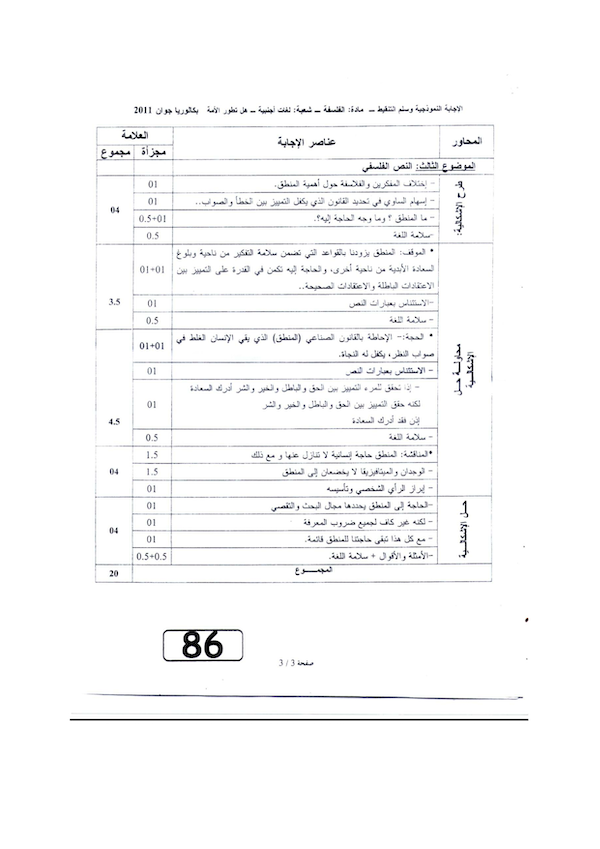 الإجابة النموذجية وسلم التنقيط – مادة: الفلسفة – شعبة: لغات أجنبية – هل تطور الأمة بكالوريا جوان 2011
المحاور عناصر الإجابة العلامة
مجزأة مجموع
الموضوع الثالث: النص الفلسفي
طرح الإشكالية:
– إختلاف المفكرين والفلاسفة حول أهمية المنطق. 01
– إسهام الساوي في تحديد القانون الذي يكفل التمييز بين الخطأ والصواب.. 01
– ما المنطق ؟ وما وجه الحاجة إليه؟. 0.5+01
–سلامة اللغة 0.5
04
محاولة حل الإشكالية
* الموقف: المنطق يزودنا بالقواعد التي تضمن سلامة التفكير من ناحية وبلوغ
السعادة الأبدية من ناحية أخرى، والحاجة إليه تكمن في القدرة على التمييز بين 01+01
الاعتقادات الباطلة والاعتقادات الصحيحة..
–الاستئناس بعبارات النص 01
– سلامة اللغة 0.5
3.5
* الحجة:– الإحاطة بالقانون الصناعي (المنطق) الذي يقي الإنسان الغلط في
صواب النظر، يكفل له النجاة. 01+01
– الاستئناس بعبارات النص 01
– إذا تحقق للمرء التمييز بين الحق والباطل والخير والشر أدرك السعادة
لكنه حقق التمييز بين الحق والباطل والخير والشر 01
إذن فقد أدرك السعادة
– سلامة اللغة 0.5
4.5
*المناقشة: المنطق حاجة إنسانية لا تنازل عنها و مع ذلك 1.5
– الوجدان والميتافيزيقا لا يخضعان إلى المنطق 1.5
– إبراز الرأي الشخصي وتأسيسه 01
04
حل الإشكالية
–الحاجة إلى المنطق يحددها مجال البحث والتقصي 01
– لكنه غير كاف لجميع ضروب المعرفة 01
– مع كل هذا تبقى حاجتنا للمنطق قائمة. 01
–الأمثلة والأقوال + سلامة اللغة. 0.5+0.5
04
المجمـــوع 20
86
صفحة 3 / 3